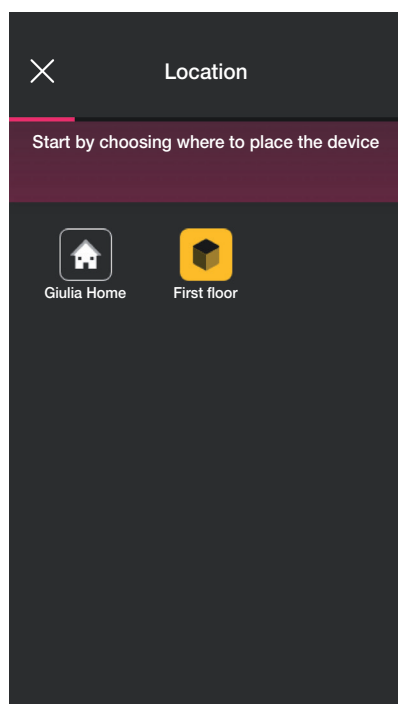 Location
Start by choosing where to place the device
Giulia Home
First floor